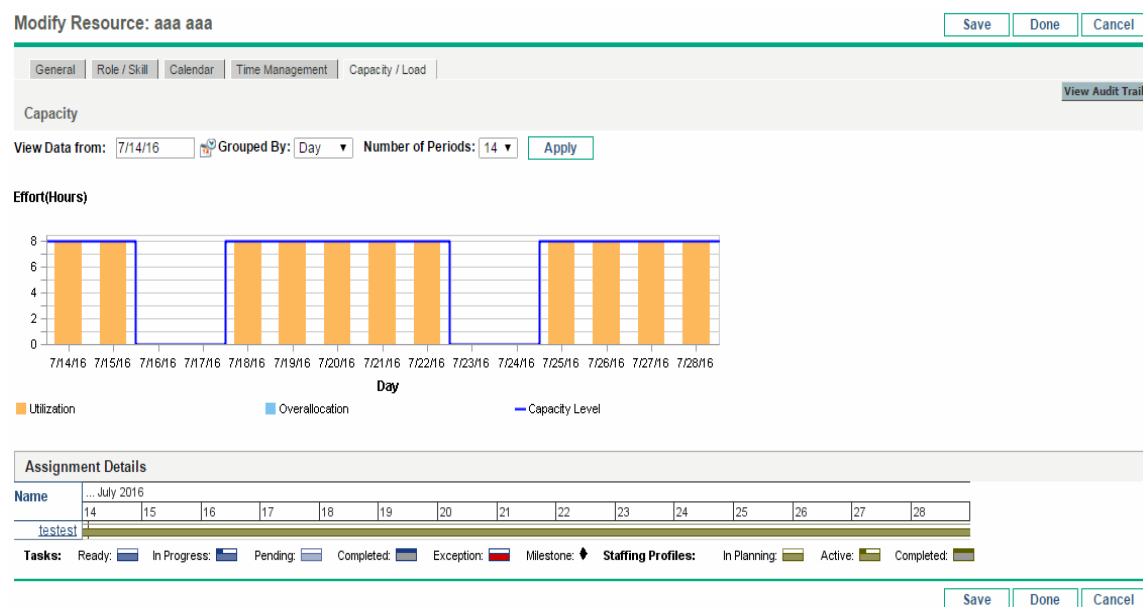 Modify Resource: aaa aaa
Save Done Cancel
General Role / Skill Calendar Time Management Capacity / Load
View Audit Trail
Capacity
View Data from: 7/14/16 Grouped By: Day Number of Periods: 14 Apply
Effort(Hours)
8
6
4
2
0
7/14/16 7/15/16 7/16/16 7/17/16 7/18/16 7/19/16 7/20/16 7/21/16 7/22/16 7/23/16 7/24/16 7/25/16 7/26/16 7/27/16 7/28/16
Day
Utilization Overallocation Capacity Level
Assignment Details
Name ... July 2016
14 15 16 17 18 19 20 21 22 23 24 25 26 27 28
testest
Tasks: Ready: In Progress: Pending: Completed: Exception: Milestone: Staffing Profiles: In Planning: Active: Completed:
Save Done Cancel